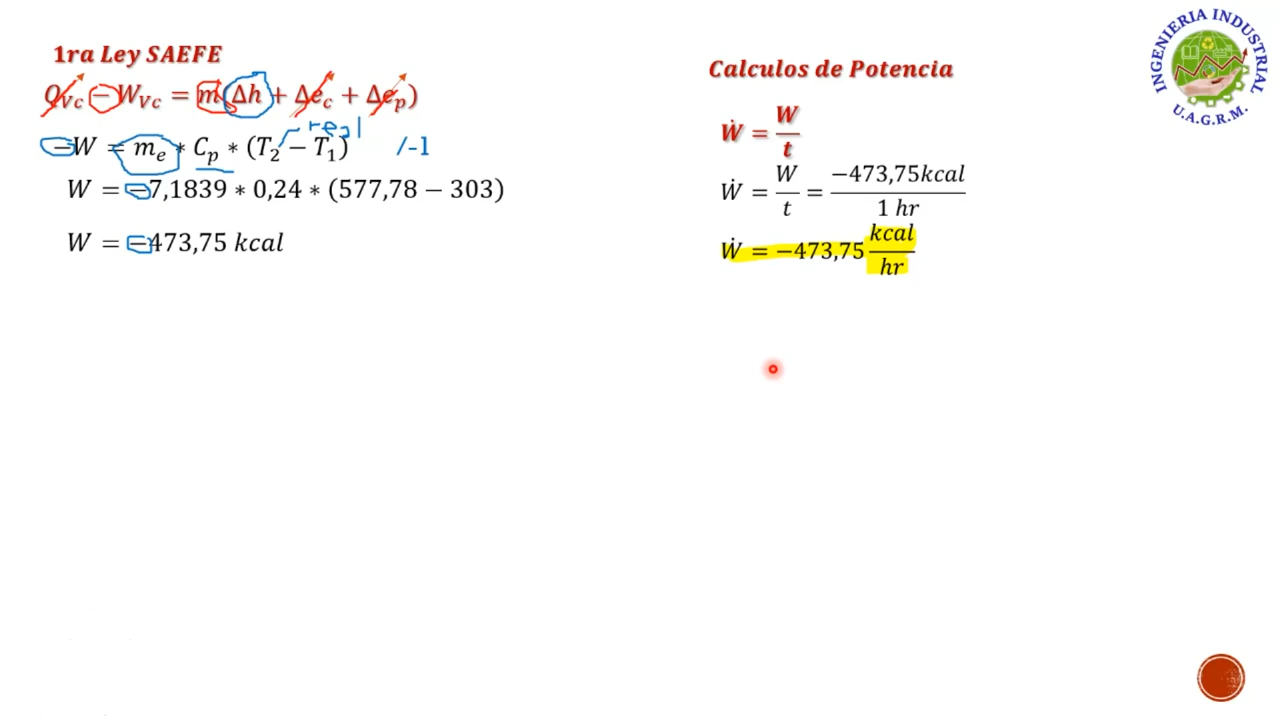 1ra Ley SAEFE
Q_Vc − W_Vc = m(Δh + Δe_c + Δe_p)
real
−W = m_e * C_p * (T_2 − T_1) /-1
W = −7,1839 * 0,24 * (577,78 − 303)
W = −473,75 kcal
Calculos de Potencia
Ẇ = W/t
Ẇ = W/t = −473,75kcal/1 hr
Ẇ = −473,75 kcal/hr
INGENIERIA INDUSTRIAL
U.A.G.R.M.